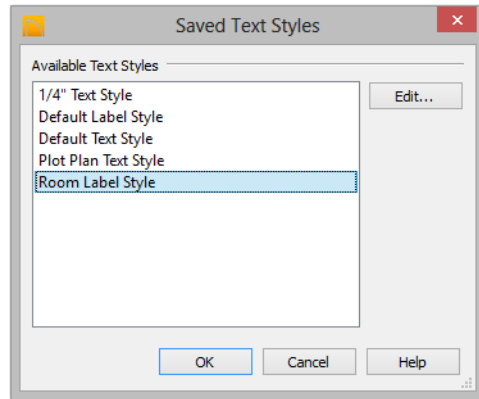 Saved Text Styles
Available Text Styles
1/4" Text Style
Default Label Style
Default Text Style
Plot Plan Text Style
Room Label Style
Edit...
OK
Cancel
Help